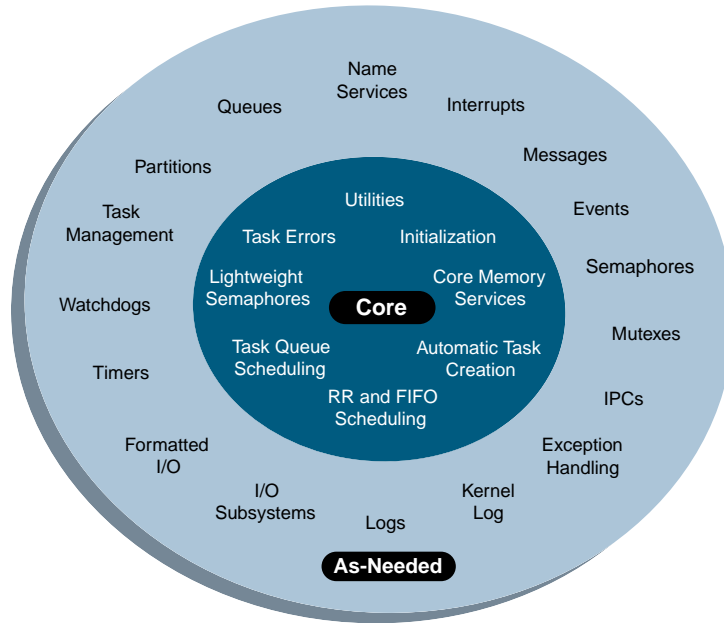 Name
Services
Queues
Interrupts
Messages
Partitions
Events
Task
Management
Semaphores
Watchdogs
Mutexes
Timers
IPCs
Formatted
I/O
Exception
Handling
I/O
Subsystems
Kernel
Log
Logs
As-Needed
Utilities
Task Errors
Initialization
Lightweight
Semaphores
Core Memory
Services
Core
Task Queue
Scheduling
Automatic Task
Creation
RR and FIFO
Scheduling